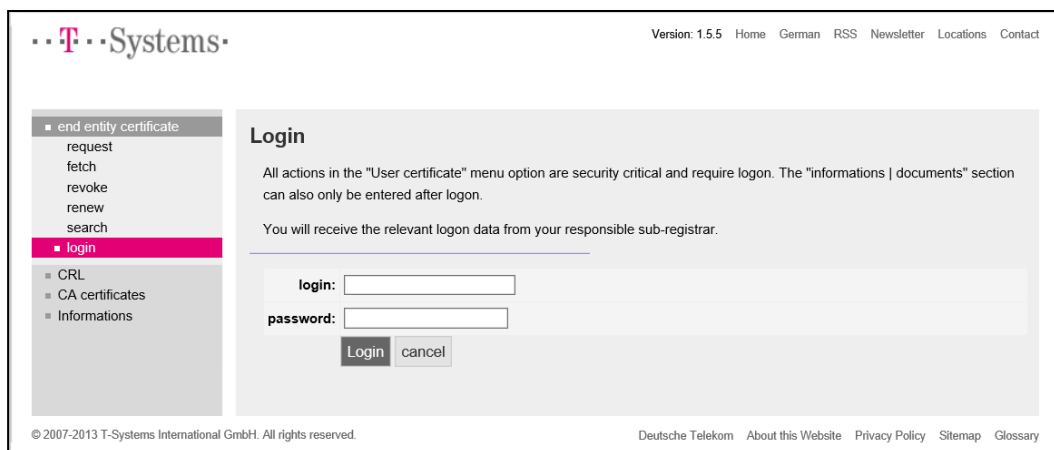 ··T··Systems·
Version: 1.5.5 Home German RSS Newsletter Locations Contact
end entity certificate
request
fetch
revoke
renew
search
login
CRL
CA certificates
Informations
Login
All actions in the "User certificate" menu option are security critical and require logon. The "informations | documents" section
can also only be entered after logon.
You will receive the relevant logon data from your responsible sub-registrar.
login:
password:
Login cancel
© 2007-2013 T-Systems International GmbH. All rights reserved.
Deutsche Telekom About this Website Privacy Policy Sitemap Glossary